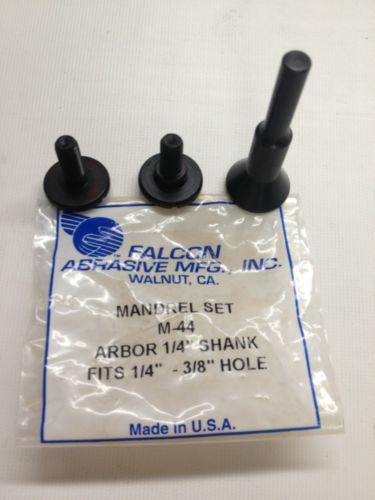 ™ FALCON
ABRASIVE MFG., INC.
WALNUT, CA.
MANDREL SET
M-44
ARBOR 1/4" SHANK
FITS 1/4" - 3/8" HOLE
Made in U.S.A.